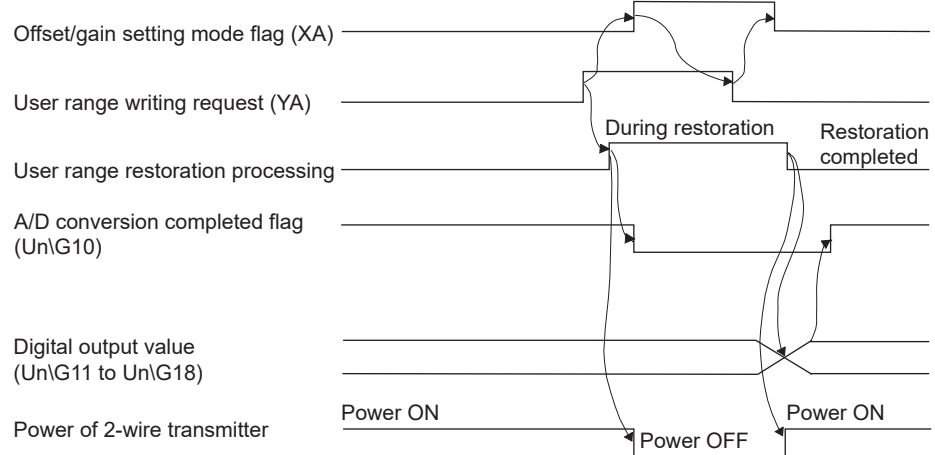 Offset/gain setting mode flag (XA)
User range writing request (YA)
During restoration
Restoration
completed
User range restoration processing
A/D conversion completed flag
(Un\G10)
Digital output value
(Un\G11 to Un\G18)
Power ON
Power ON
Power of 2-wire transmitter
Power OFF